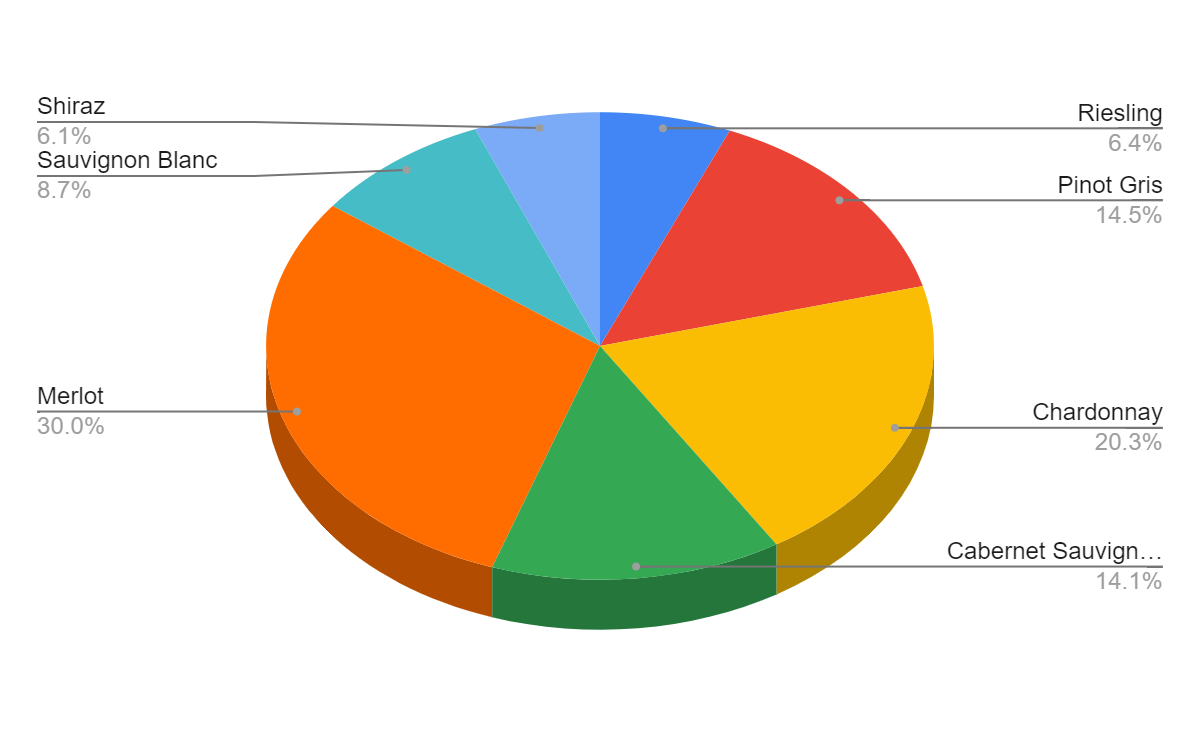 Shiraz
6.1%
Sauvignon Blanc
8.7%
Merlot
30.0%
Riesling
6.4%
Pinot Gris
14.5%
Chardonnay
20.3%
Cabernet Sauvign…
14.1%